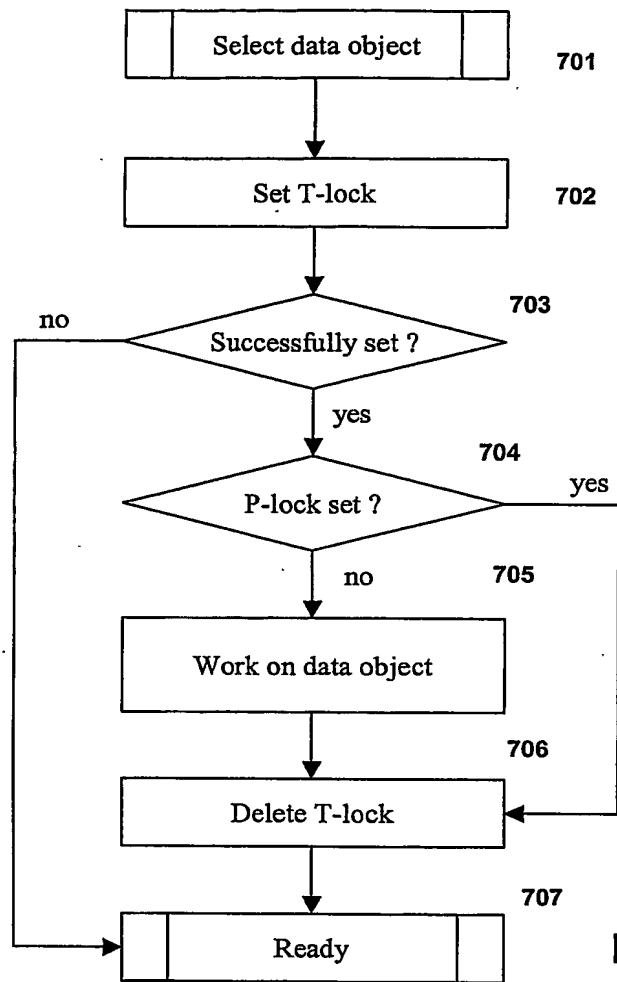 Select data object
701
Set T-lock
702
703
no
Successfully set ?
yes
704
P-lock set ?
yes
no
705
Work on data object
706
Delete T-lock
707
Ready